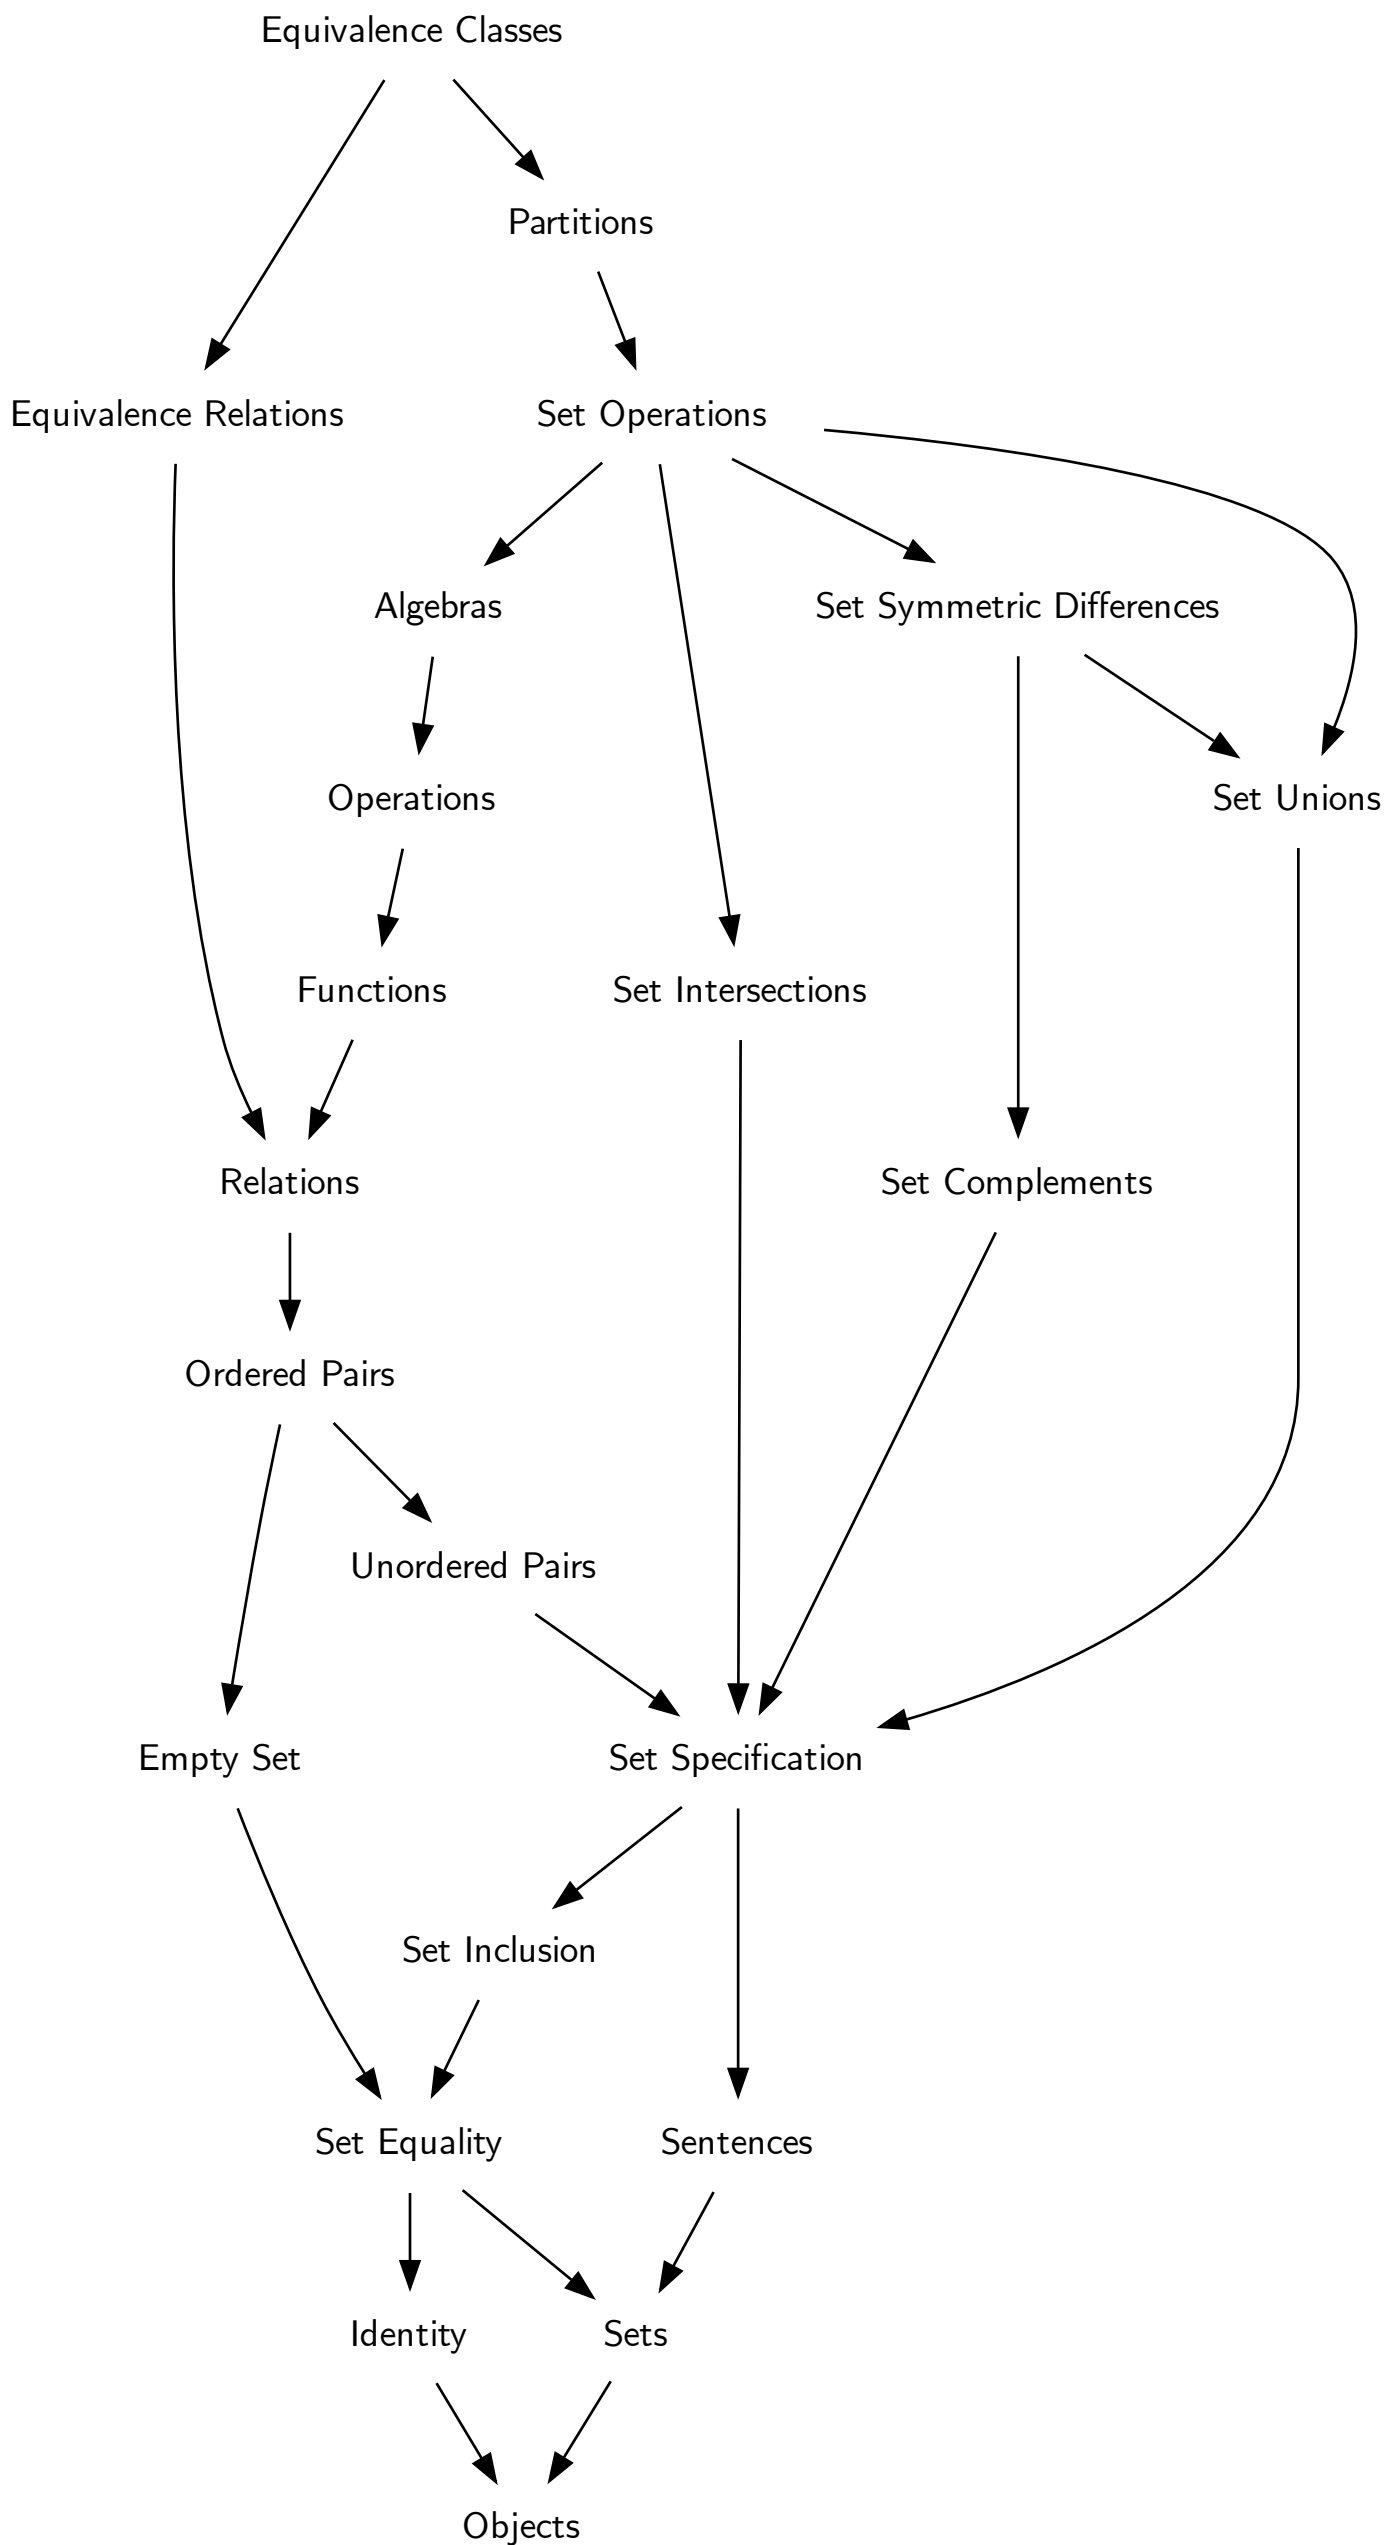 Equivalence Classes
Partitions
Equivalence Relations
Set Operations
Algebras
Set Symmetric Differences
Operations
Set Unions
Functions
Set Intersections
Relations
Set Complements
Ordered Pairs
Unordered Pairs
Empty Set
Set Specification
Set Inclusion
Set Equality
Sentences
Identity
Sets
Objects